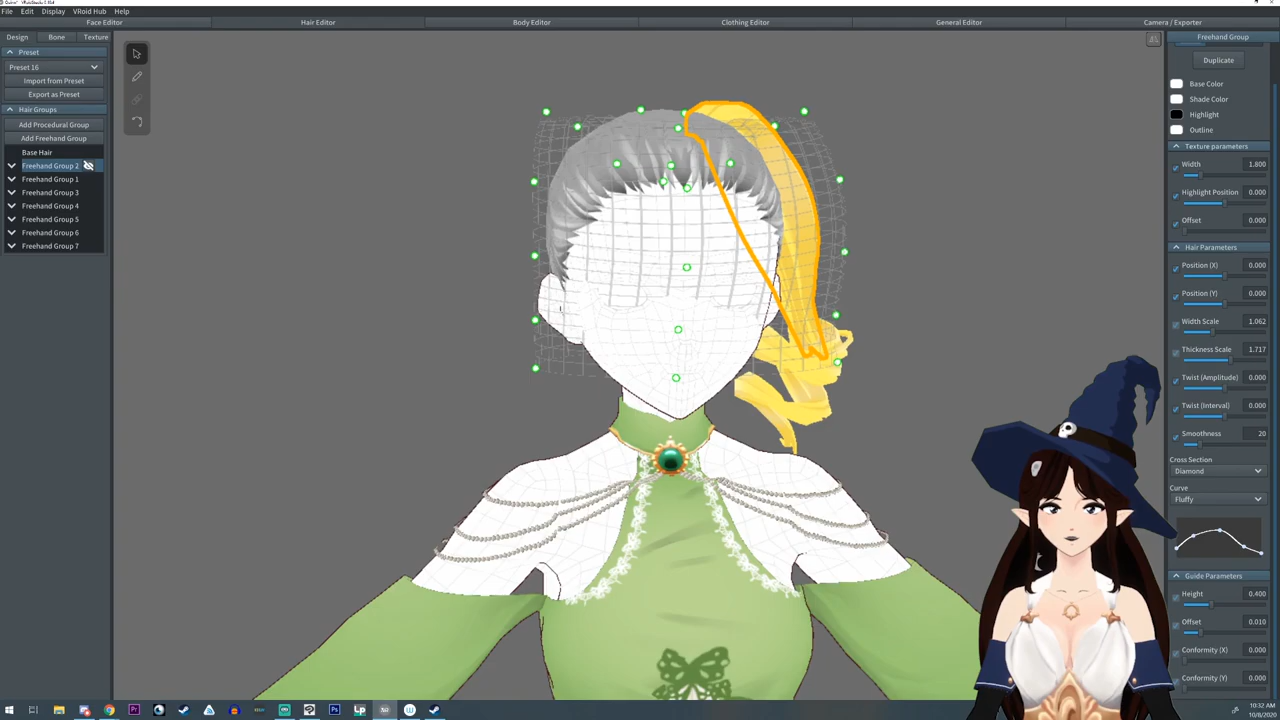 File Edit Display VRoid Hub Help
Face Editor Hair Editor Body Editor Clothing Editor General Editor Camera / Exporter
Design Bone Texture
Preset
Preset 16
Import from Preset
Export as Preset
Hair Groups
Add Procedural Group
Add Freehand Group
Base Hair
Freehand Group 2
Freehand Group 1
Freehand Group 3
Freehand Group 4
Freehand Group 5
Freehand Group 6
Freehand Group 7
Freehand Group
Duplicate
Base Color
Shade Color
Highlight
Outline
Texture parameters
Width 1.800
Highlight Position 0.000
Offset 0.000
Hair Parameters
Position (X) 0.000
Position (Y) 0.000
Width Scale 1.062
Thickness Scale 1.717
Twist (Amplitude) 0.000
Twist (Interval) 0.000
Smoothness 20
Cross Section
Diamond
Curve
Fluffy
Guide Parameters
Height 0.400
Offset 0.010
Conformity (X) 0.000
Conformity (Y) 0.000
10:32 AM
10/8/2020